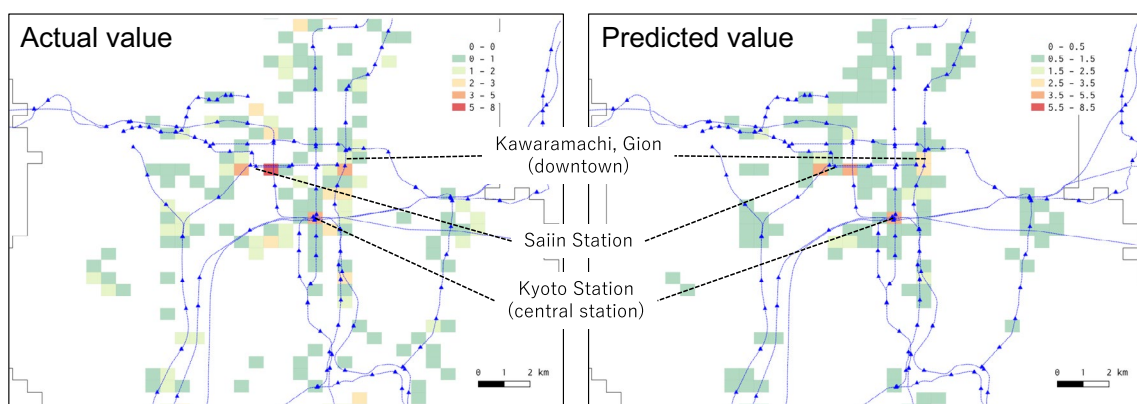 Actual value
0 - 0
0 - 1
1 - 2
2 - 3
3 - 5
5 - 8
0 1 2 km
Kawaramachi, Gion
(downtown)
Saiin Station
Kyoto Station
(central station)
Predicted value
0 - 0.5
0.5 - 1.5
1.5 - 2.5
2.5 - 3.5
3.5 - 5.5
5.5 - 8.5
0 1 2 km